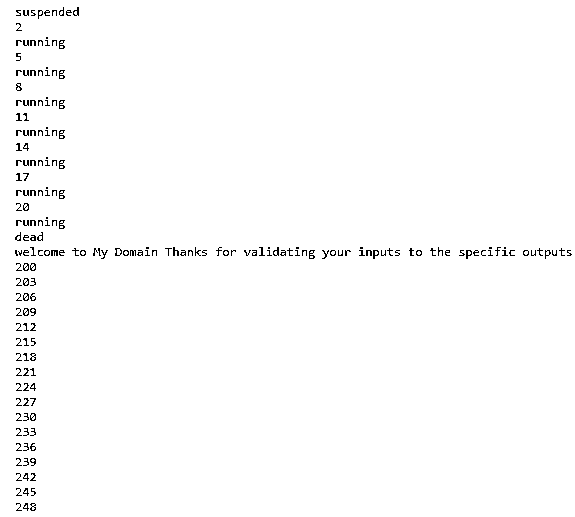 suspended
2
running
5
running
8
running
11
running
14
running
17
running
20
running
dead
welcome to My Domain Thanks for validating your inputs to the specific outputs
200
203
206
209
212
215
218
221
224
227
230
233
236
239
242
245
248